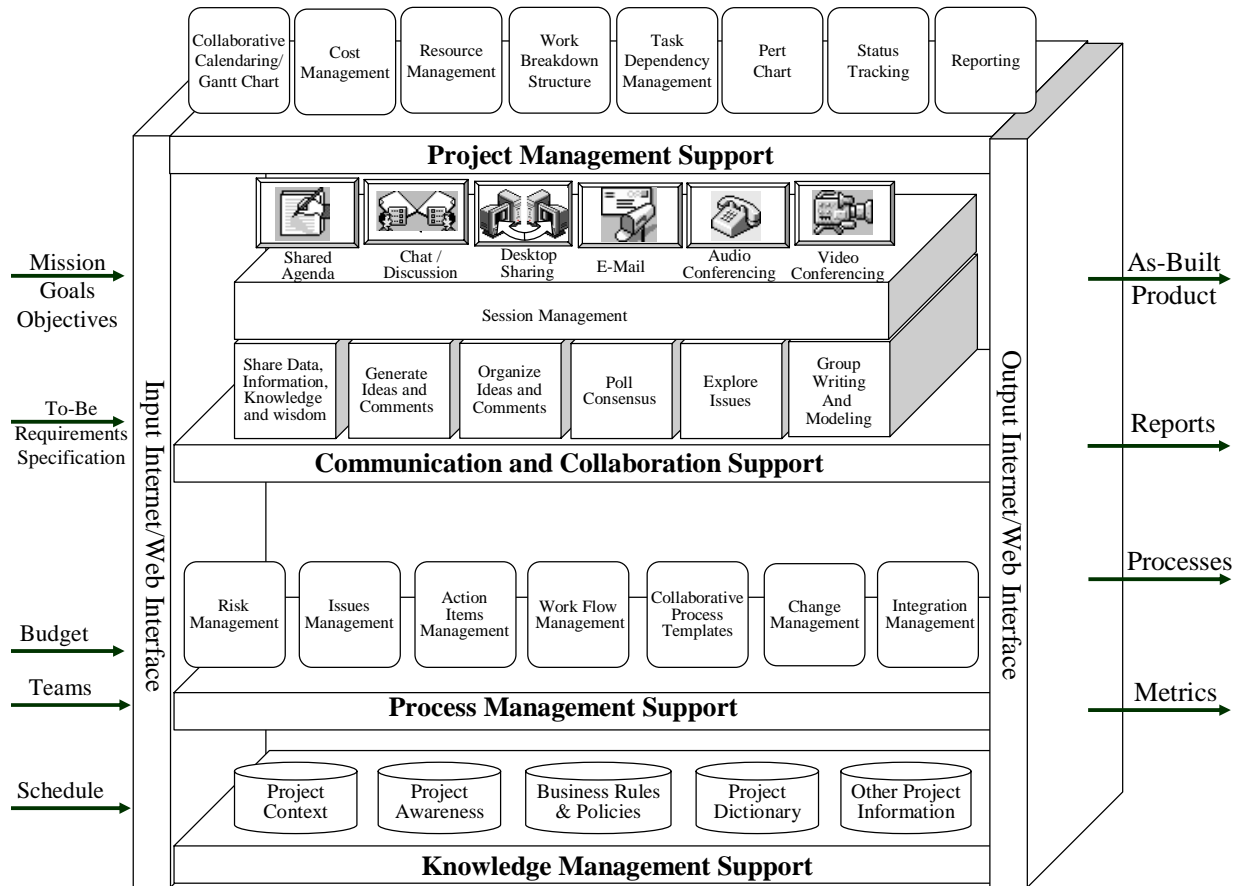 Collaborative
Calendaring/
Gantt Chart
Cost
Management
Resource
Management
Work
Breakdown
Structure
Task
Dependency
Management
Pert
Chart
Status
Tracking
Reporting
Project Management Support
Shared
Agenda
Chat /
Discussion
Desktop
Sharing
E-Mail
Audio
Conferencing
Video
Conferencing
Session Management
Share Data,
Information,
Knowledge
and wisdom
Generate
Ideas and
Comments
Organize
Ideas and
Comments
Poll
Consensus
Explore
Issues
Group
Writing
And
Modeling
Communication and Collaboration Support
Risk
Management
Issues
Management
Action
Items
Management
Work Flow
Management
Collaborative
Process
Templates
Change
Management
Integration
Management
Process Management Support
Project
Context
Project
Awareness
Business Rules
& Policies
Project
Dictionary
Other Project
Information
Knowledge Management Support
Input Internet/Web Interface
Output Internet/Web Interface
Mission
Goals
Objectives
To-Be
Requirements
Specification
Budget
Teams
Schedule
As-Built
Product
Reports
Processes
Metrics